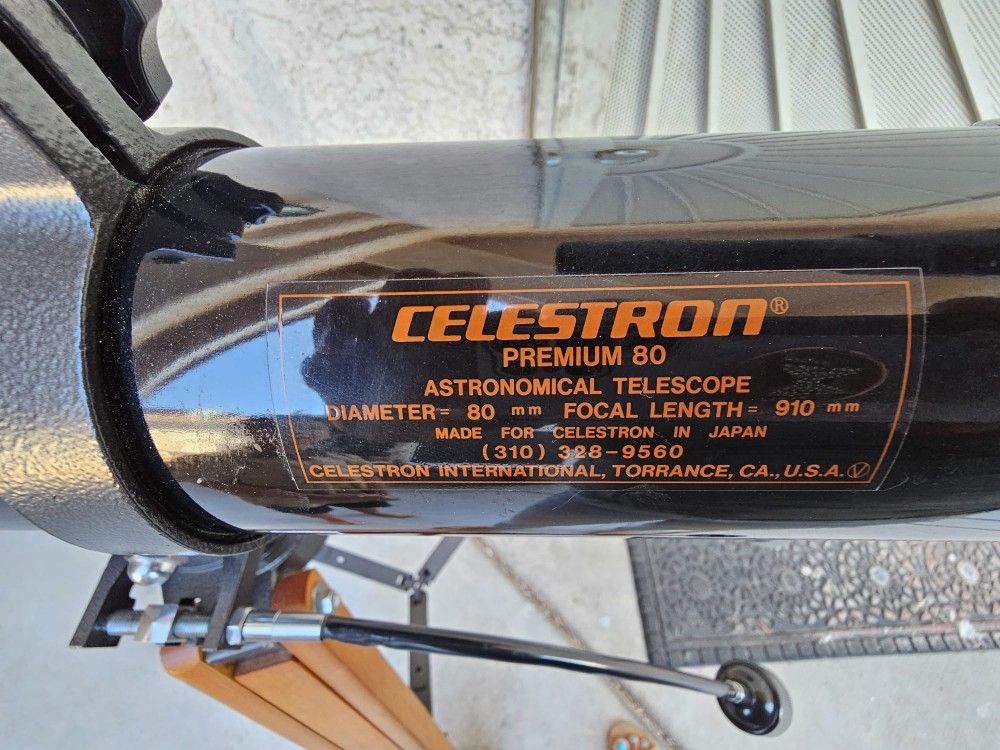 CELESTRON®
PREMIUM 80
ASTRONOMICAL TELESCOPE
DIAMETER= 80 mm FOCAL LENGTH= 910 mm
MADE FOR CELESTRON IN JAPAN
(310) 328-9560
CELESTRON INTERNATIONAL, TORRANCE, CA., U.S.A. Ⓥ